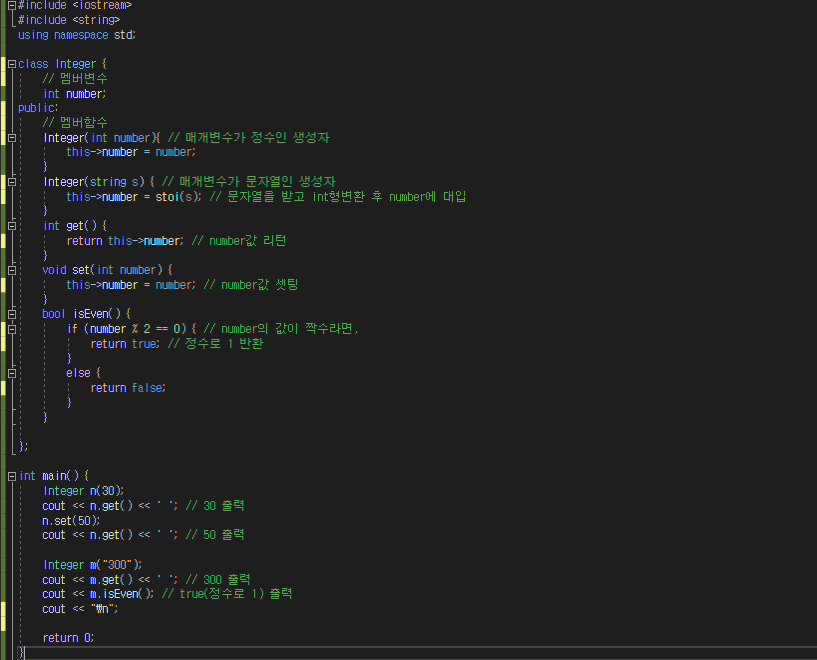 #include <iostream>
#include <string>
using namespace std;
class Integer {
// 멤버변수
int number;
public:
// 멤버함수
Integer(int number){ // 매개변수가 정수인 생성자
this->number = number;
}
Integer(string s) { // 매개변수가 문자열인 생성자
this->number = stoi(s); // 문자열을 받고 int형변환 후 number에 대입
}
int get() {
return this->number; // number값 리턴
}
void set(int number) {
this->number = number; // number값 셋팅
}
bool isEven() {
if (number % 2 == 0) { // number의 값이 짝수라면,
return true; // 정수로 1 반환
}
else {
return false;
}
}
};
int main() {
Integer n(30);
cout << n.get() << ' '; // 30 출력
n.set(50);
cout << n.get() << ' '; // 50 출력
Integer m("300");
cout << m.get() << ' '; // 300 출력
cout << m.isEven(); // true(정수로 1) 출력
cout << "₩n";
return 0;
}